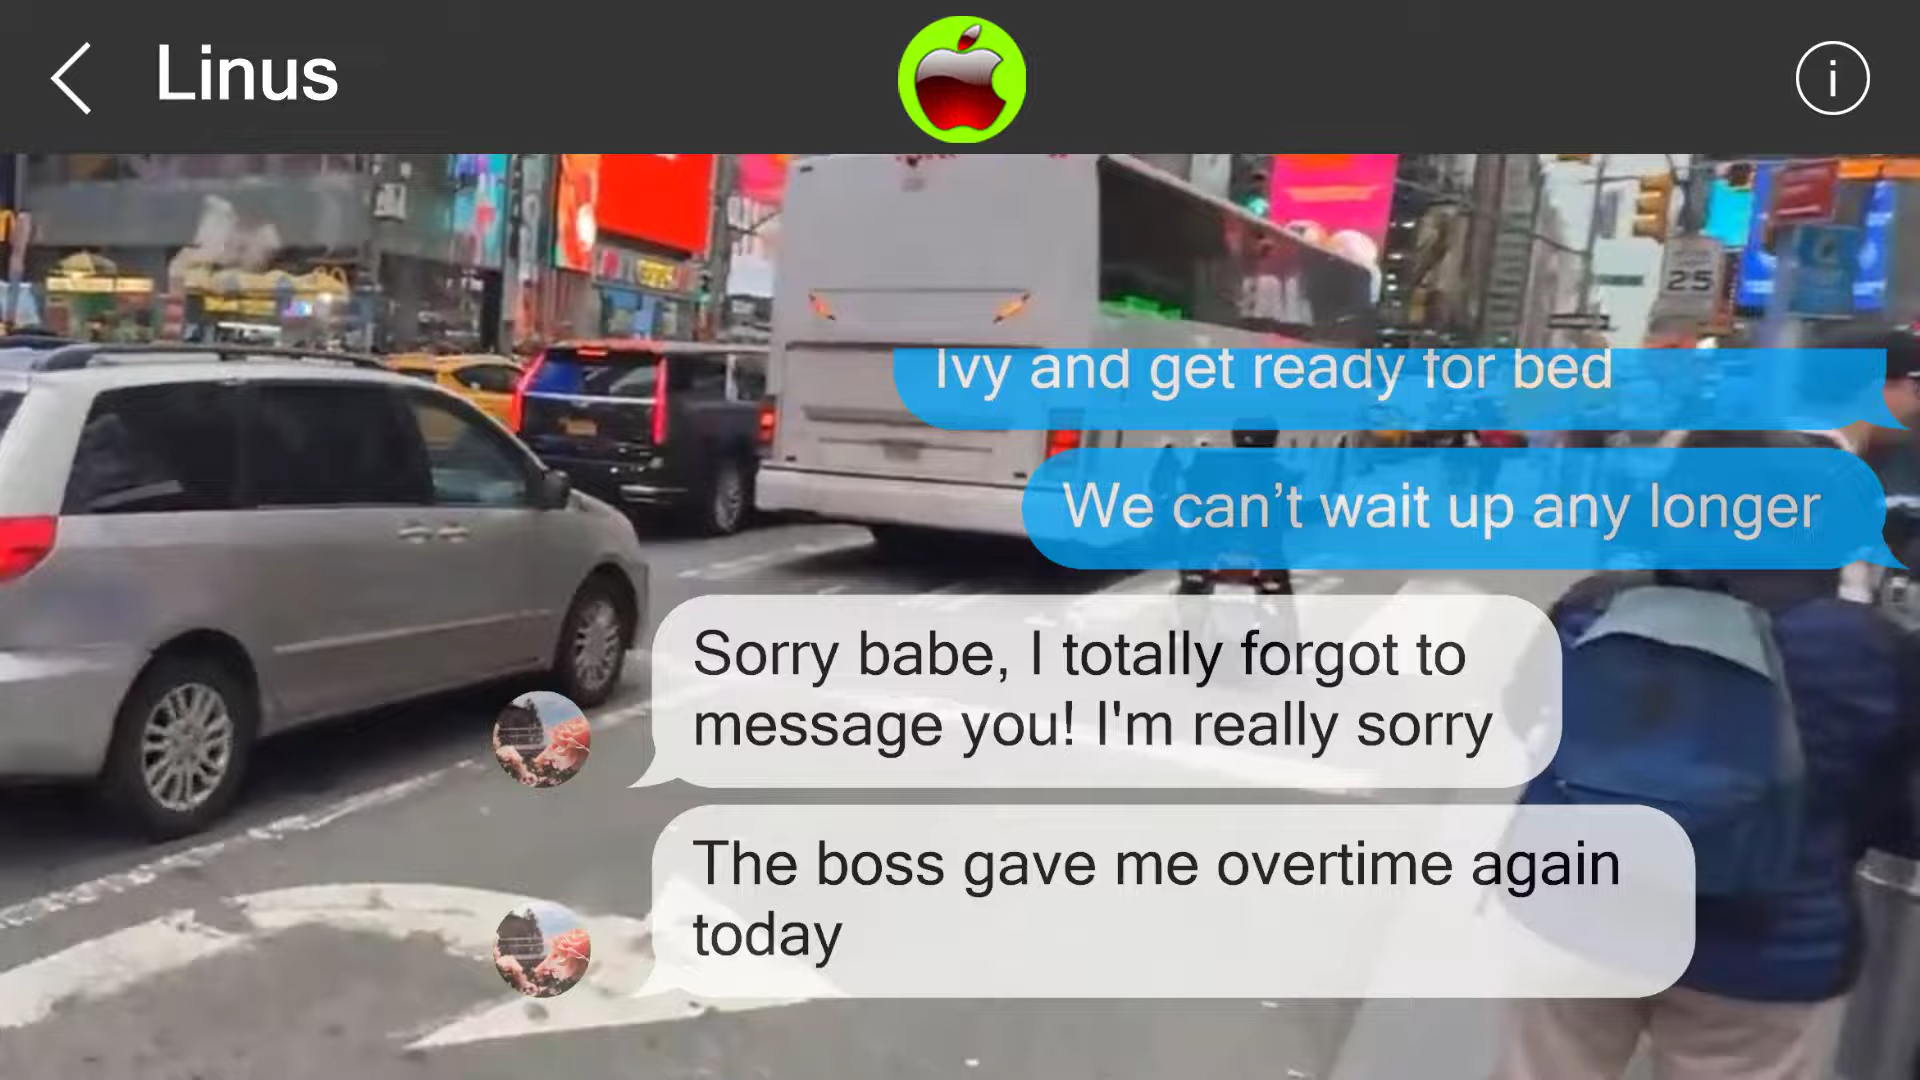 Linus
i
25
Ivy and get ready for bed
We can’t wait up any longer
Sorry babe, I totally forgot to
message you! I'm really sorry
The boss gave me overtime again
today